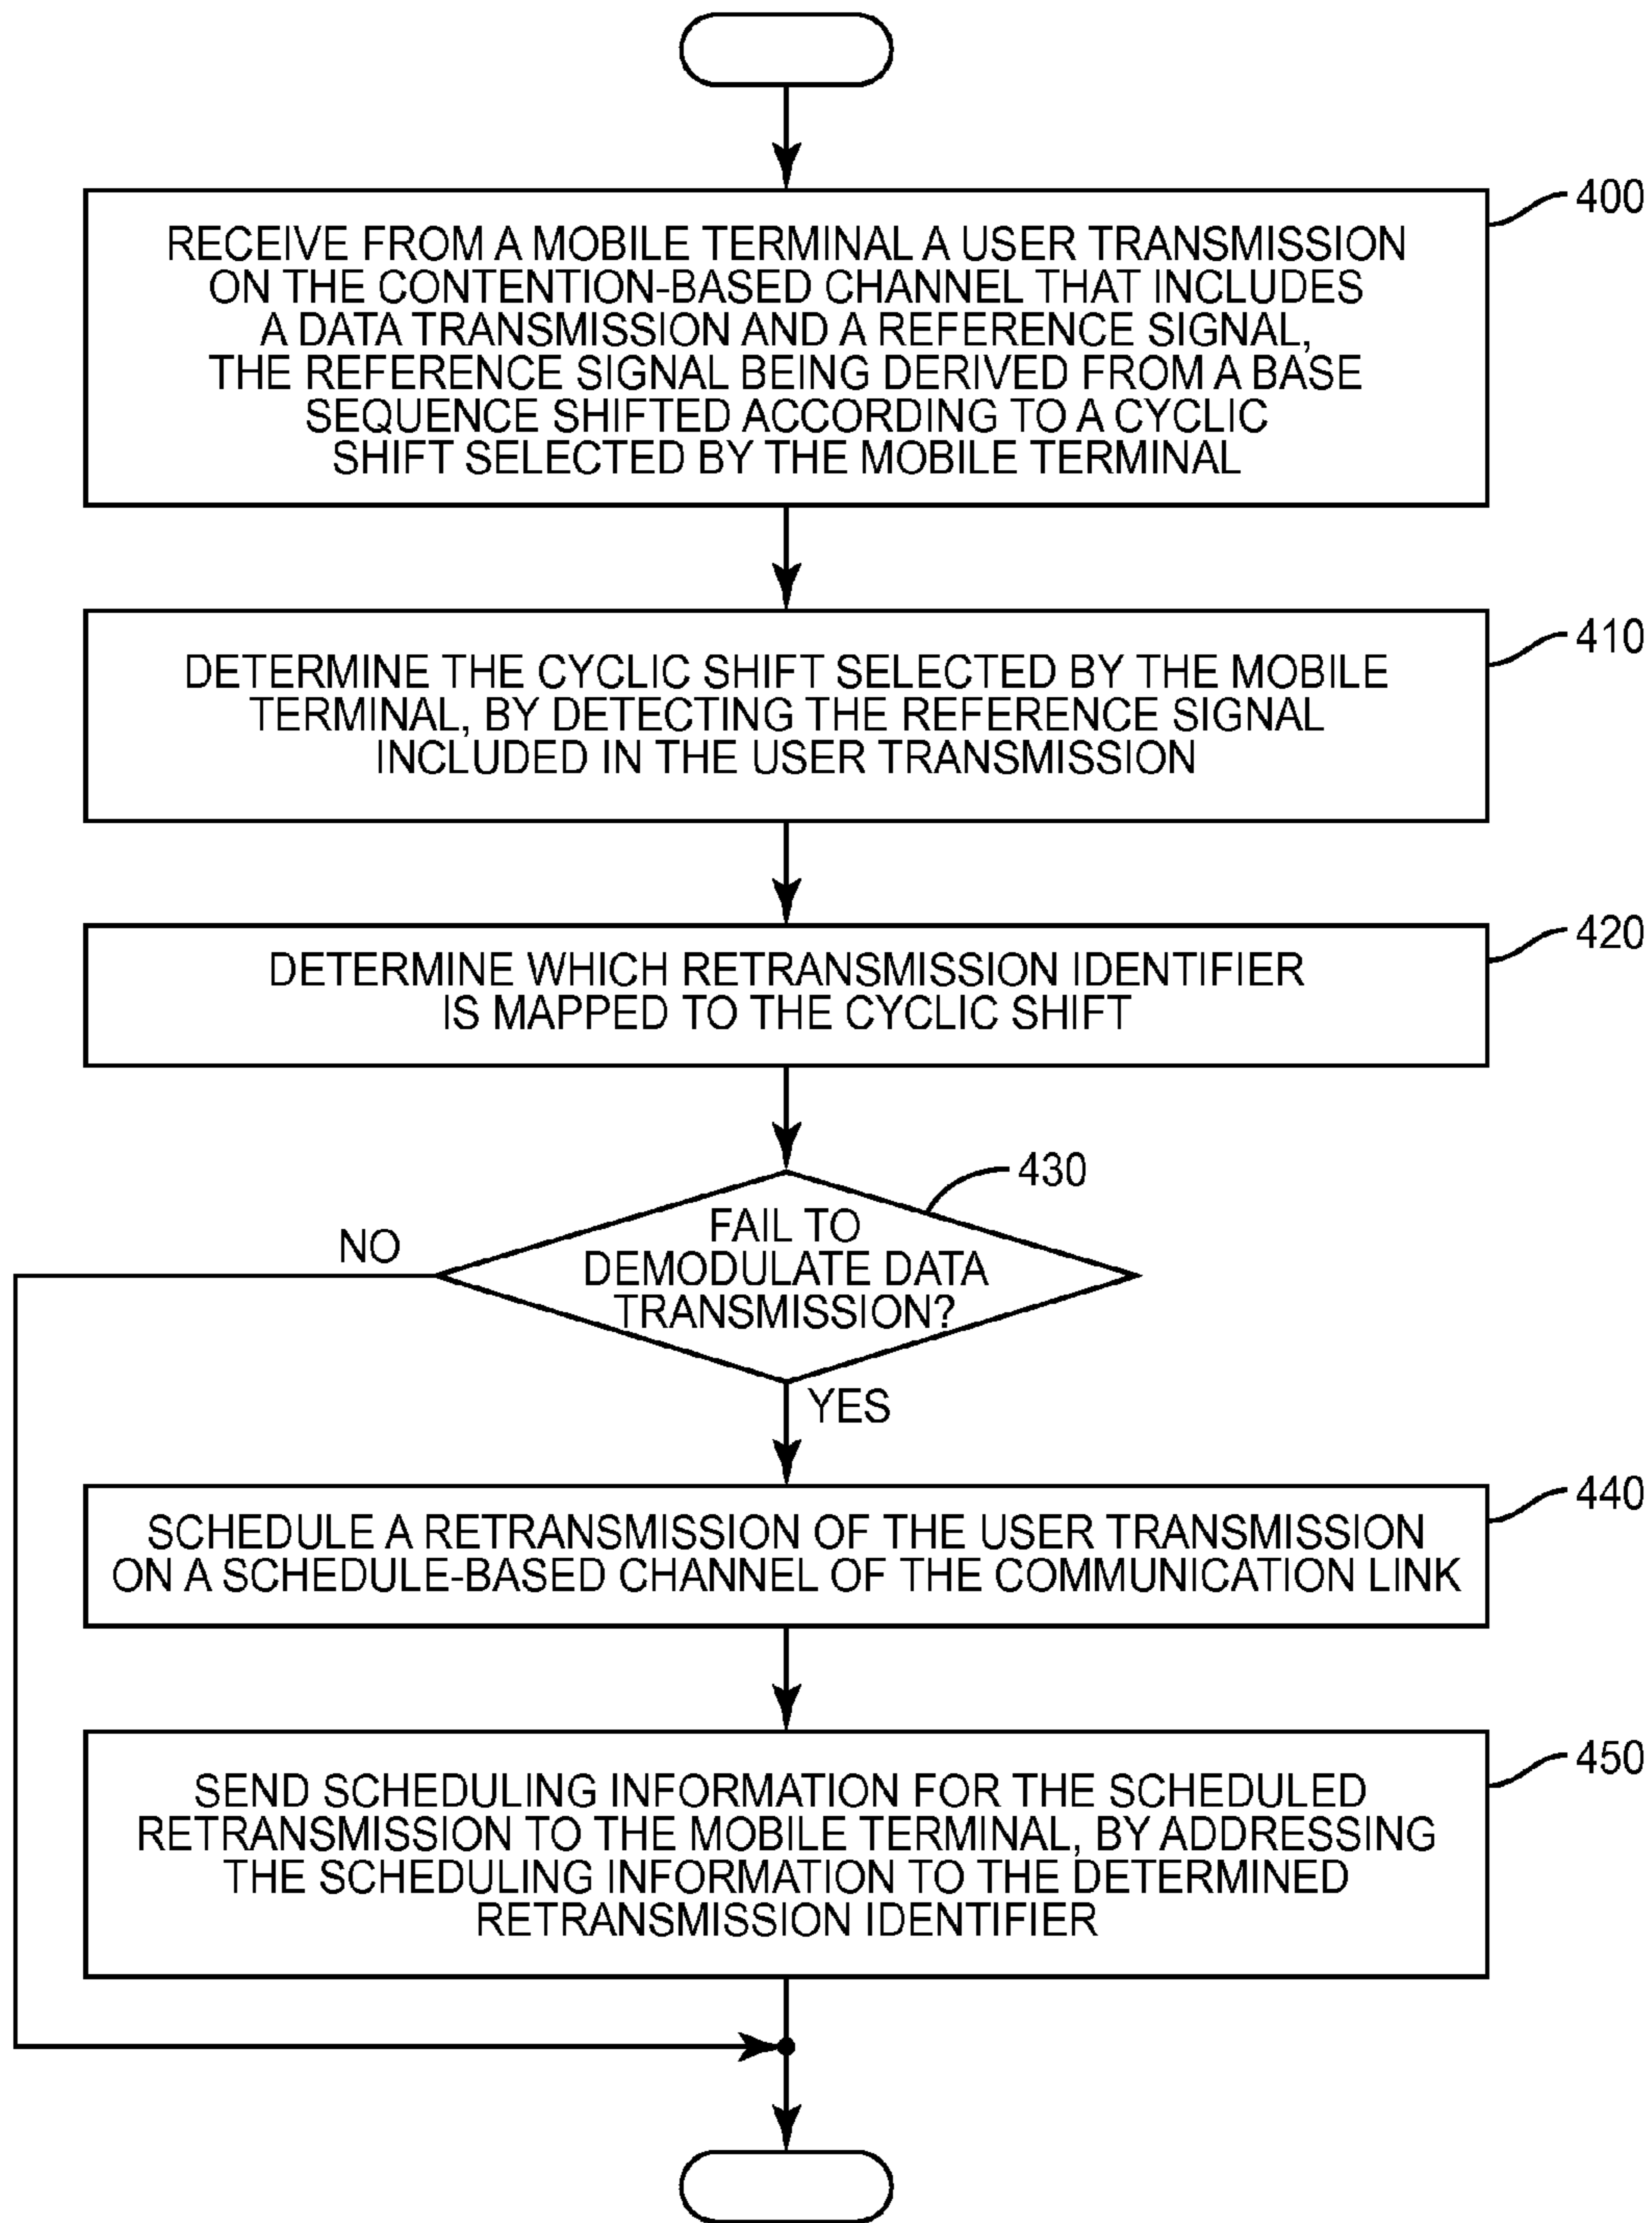 400
RECEIVE FROM A MOBILE TERMINAL A USER TRANSMISSION
ON THE CONTENTION-BASED CHANNEL THAT INCLUDES
A DATA TRANSMISSION AND A REFERENCE SIGNAL,
THE REFERENCE SIGNAL BEING DERIVED FROM A BASE
SEQUENCE SHIFTED ACCORDING TO A CYCLIC
SHIFT SELECTED BY THE MOBILE TERMINAL
410
DETERMINE THE CYCLIC SHIFT SELECTED BY THE MOBILE
TERMINAL, BY DETECTING THE REFERENCE SIGNAL
INCLUDED IN THE USER TRANSMISSION
420
DETERMINE WHICH RETRANSMISSION IDENTIFIER
IS MAPPED TO THE CYCLIC SHIFT
430
FAIL TO
DEMODULATE DATA
TRANSMISSION?
NO
YES
440
SCHEDULE A RETRANSMISSION OF THE USER TRANSMISSION
ON A SCHEDULE-BASED CHANNEL OF THE COMMUNICATION LINK
450
SEND SCHEDULING INFORMATION FOR THE SCHEDULED
RETRANSMISSION TO THE MOBILE TERMINAL, BY ADDRESSING
THE SCHEDULING INFORMATION TO THE DETERMINED
RETRANSMISSION IDENTIFIER